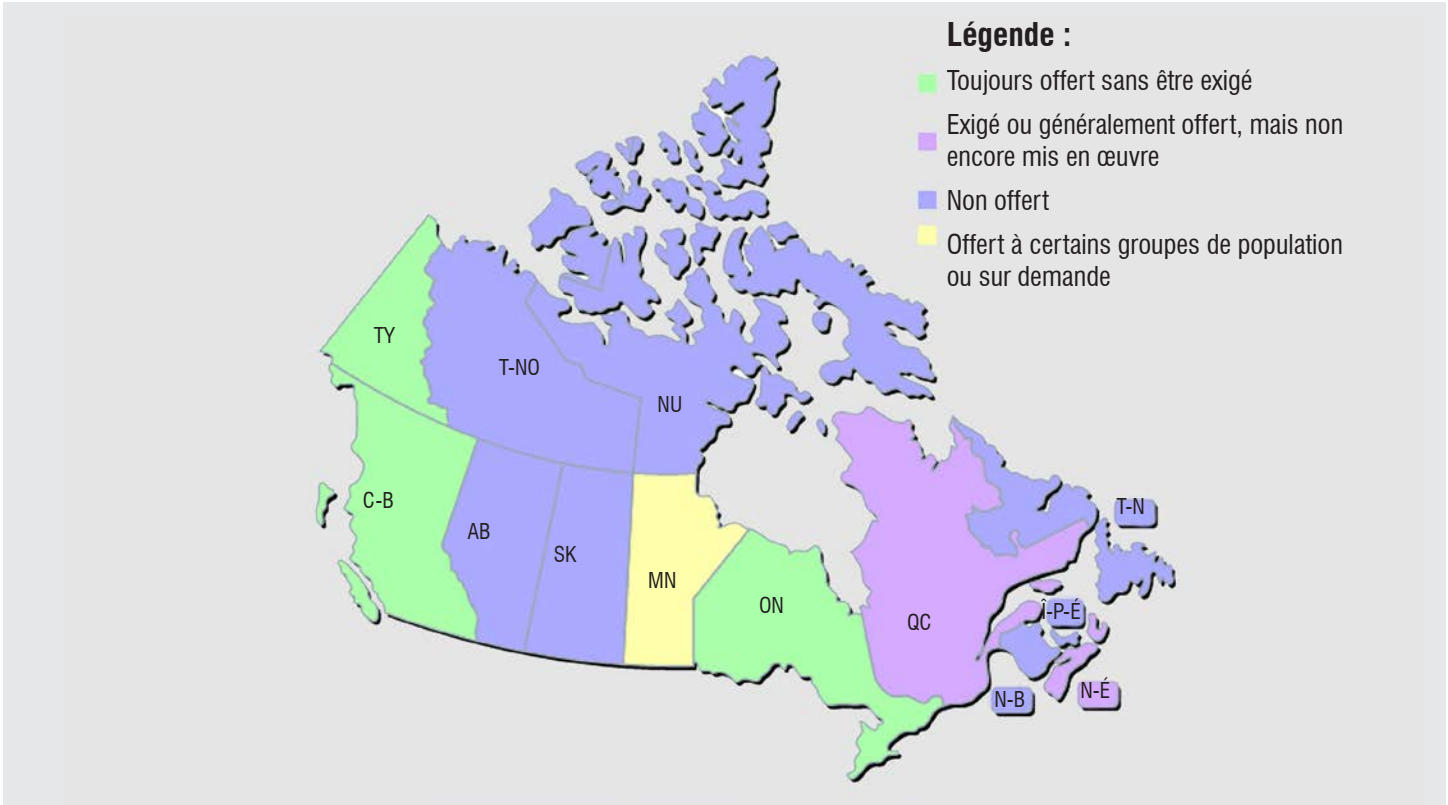 Légende :
Toujours offert sans être exigé
Exigé ou généralement offert, mais non
encore mis en œuvre
Non offert
Offert à certains groupes de population
ou sur demande
TY
T-NO
NU
C-B
AB
SK
MN
ON
QC
T-N
Î-P-É
N-B
N-É